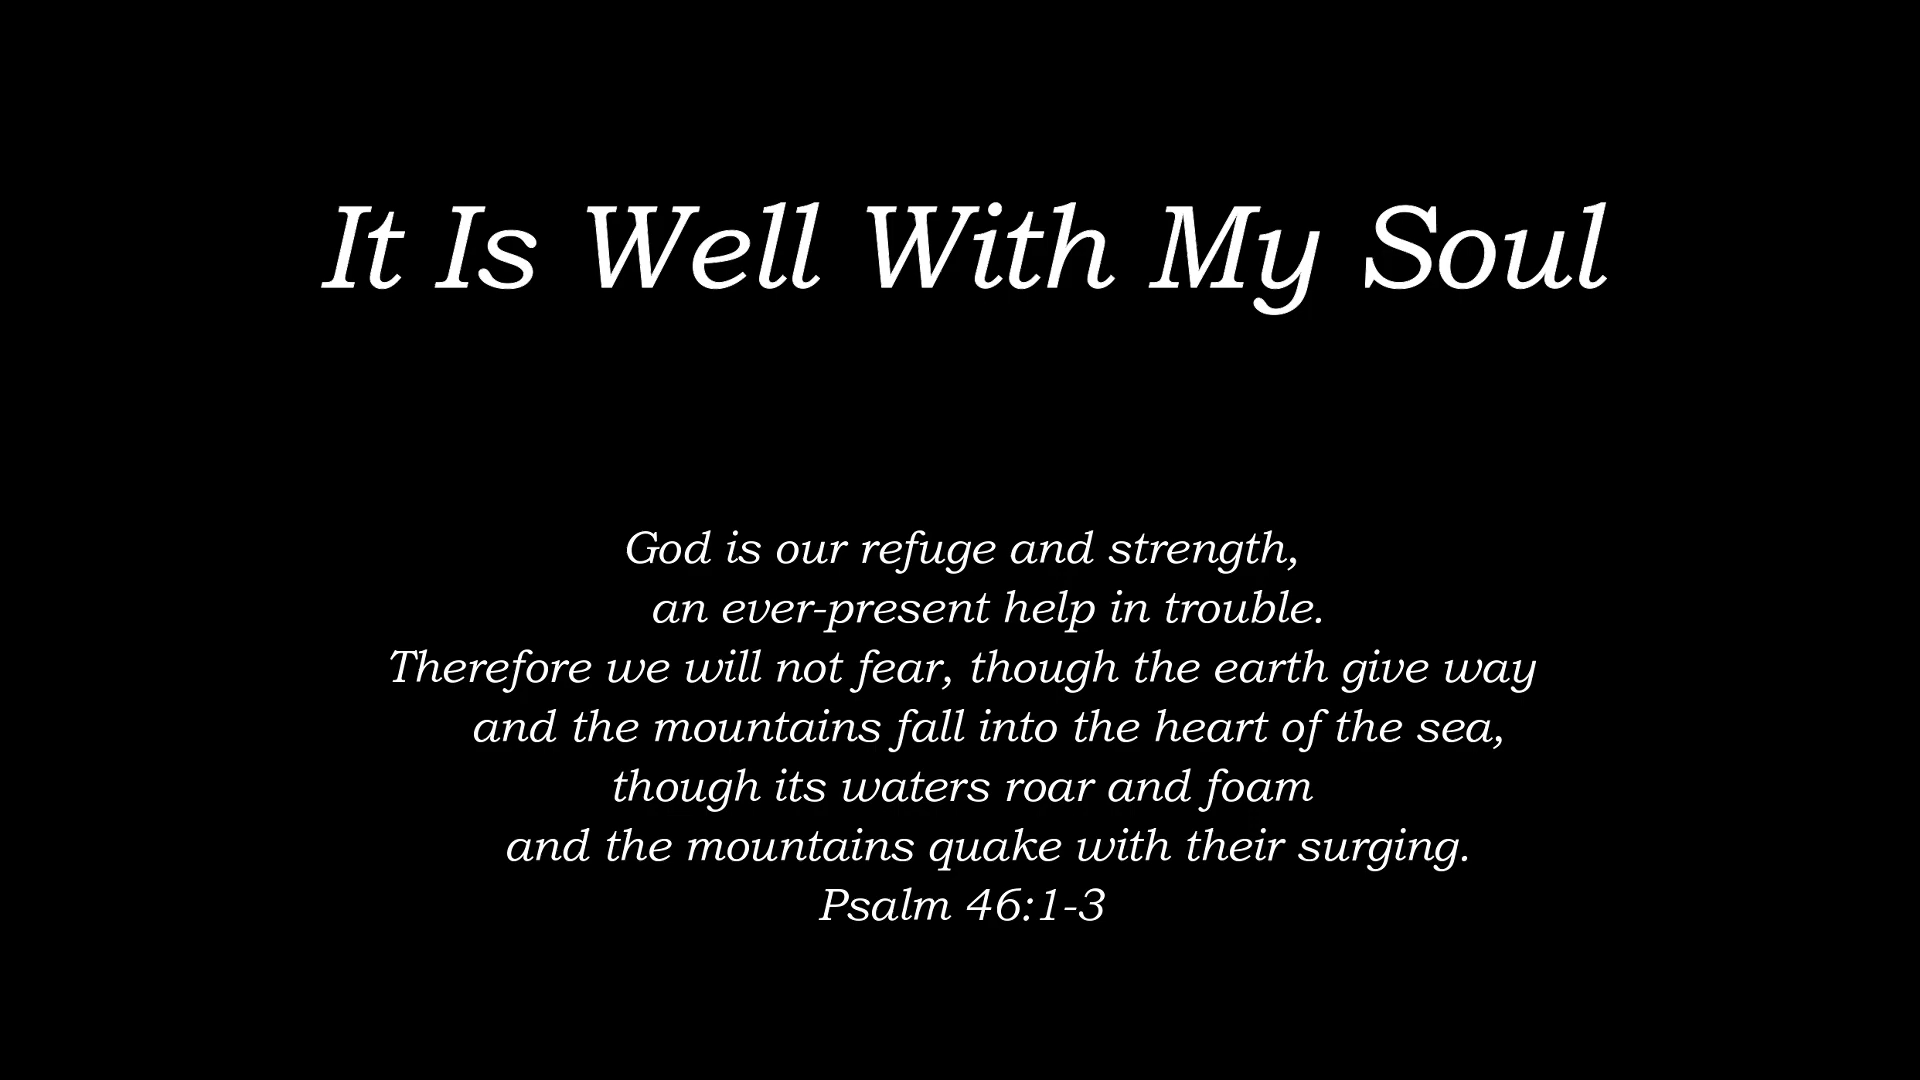 It Is Well With My Soul
God is our refuge and strength,
an ever-present help in trouble.
Therefore we will not fear, though the earth give way
and the mountains fall into the heart of the sea,
though its waters roar and foam
and the mountains quake with their surging.
Psalm 46:1-3